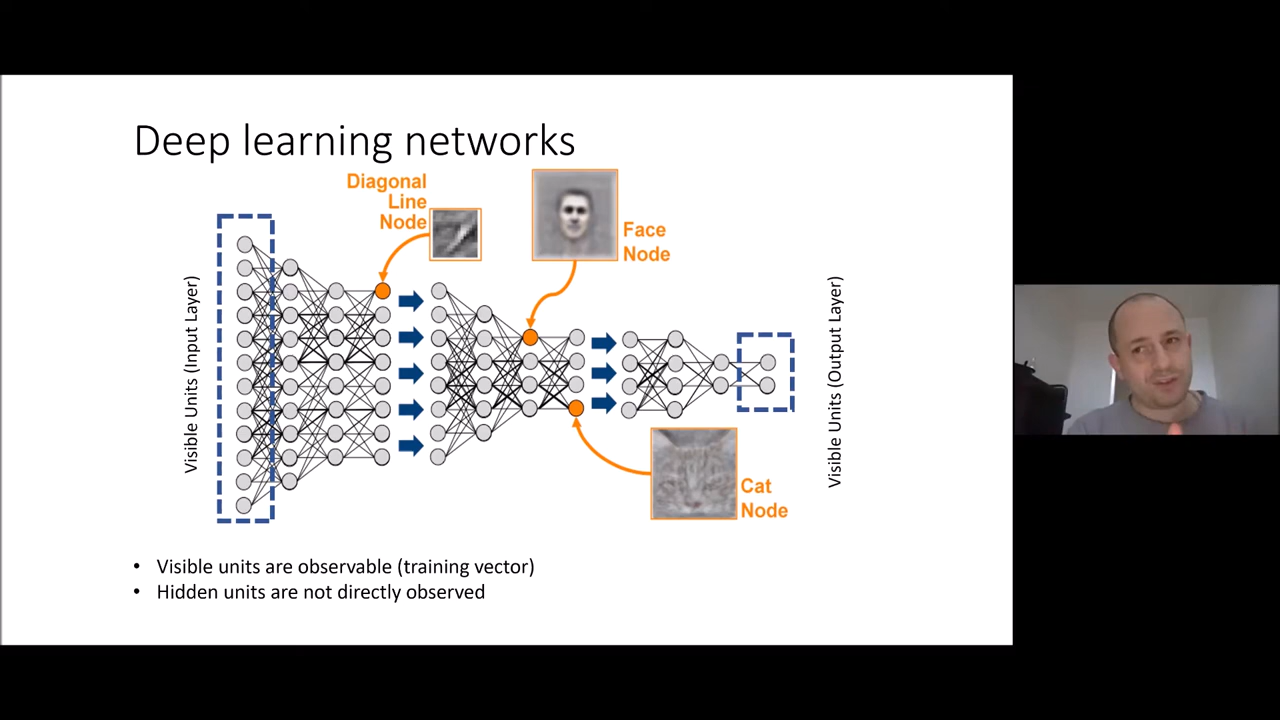 Deep learning networks
Diagonal
Line
Node
Face
Node
Visible Units (Input Layer)
Visible Units (Output Layer)
Cat
Node
• Visible units are observable (training vector)
• Hidden units are not directly observed